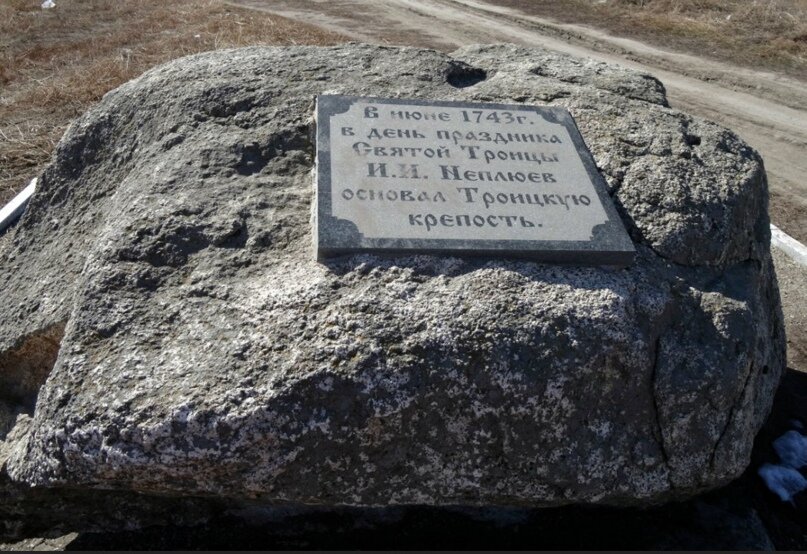 В июне 1743г.
в день праздника
Святой Троицы
И.И. Неплюев
основал Троицкую
крепость.